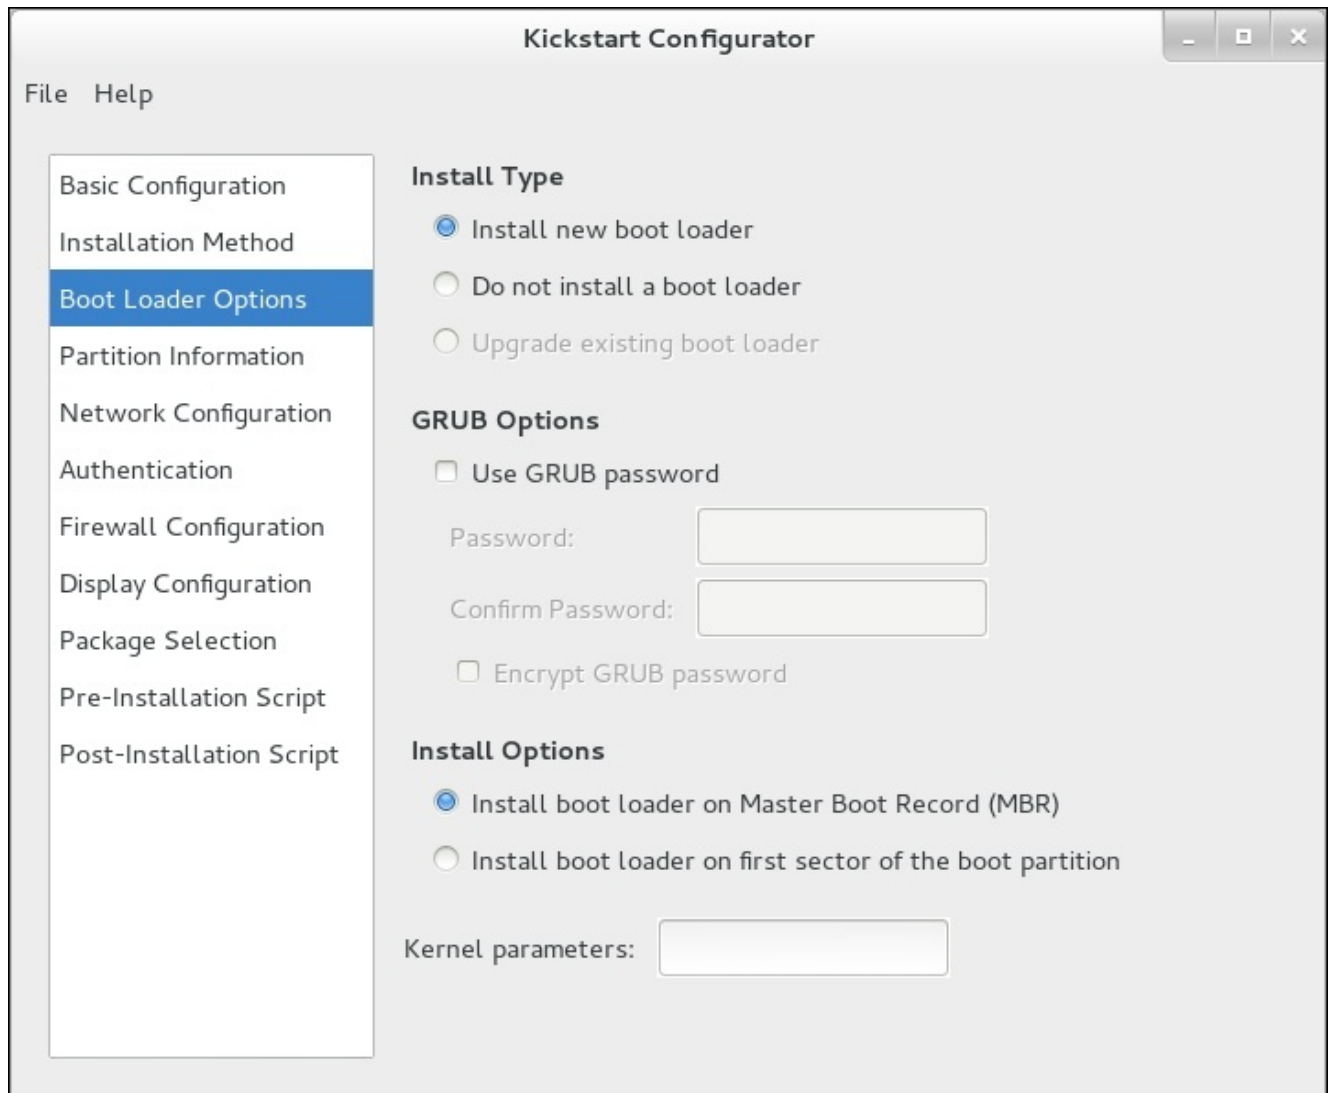 Kickstart Configurator
File Help
Basic Configuration
Installation Method
Boot Loader Options
Partition Information
Network Configuration
Authentication
Firewall Configuration
Display Configuration
Package Selection
Pre-Installation Script
Post-Installation Script
Install Type
Install new boot loader
Do not install a boot loader
Upgrade existing boot loader
GRUB Options
Use GRUB password
Password:
Confirm Password:
Encrypt GRUB password
Install Options
Install boot loader on Master Boot Record (MBR)
Install boot loader on first sector of the boot partition
Kernel parameters: